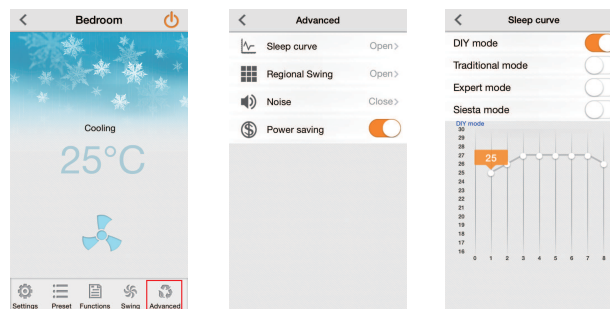 Bedroom
Cooling
25°C
Settings Preset Functions Swing Advanced
Advanced
Sleep curve Open>
Regional Swing Open>
Noise Close>
Power saving
Sleep curve
DIY mode
Traditional mode
Expert mode
Siesta mode
DIY mode
30
29
28
27
26
25
24
23
22
21
20
19
18
17
16
25
0 1 2 3 4 5 6 7 8